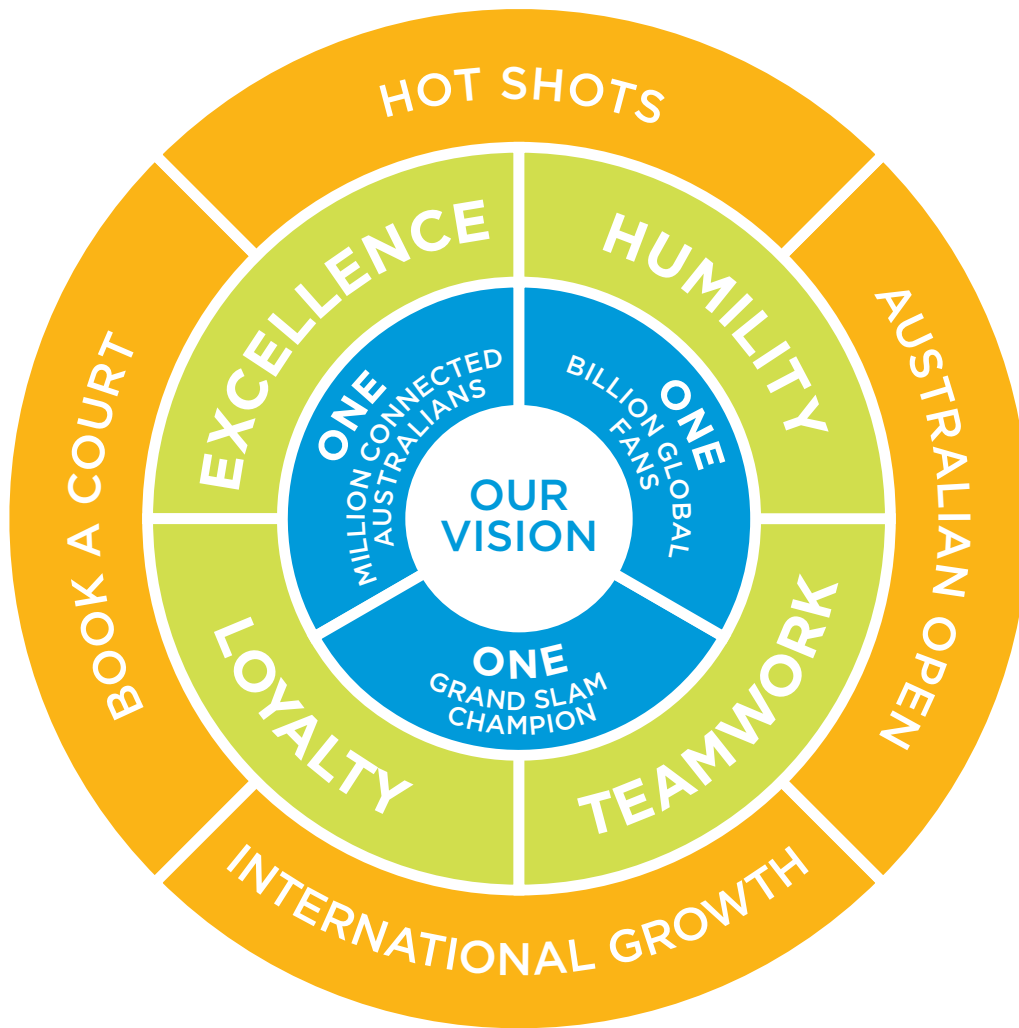 HOT SHOTS
AUSTRALIAN OPEN
INTERNATIONAL GROWTH
BOOK A COURT
EXCELLENCE
HUMILITY
TEAMWORK
LOYALTY
ONE
MILLION CONNECTED
AUSTRALIANS
ONE
BILLION GLOBAL
FANS
ONE
GRAND SLAM
CHAMPION
OUR
VISION